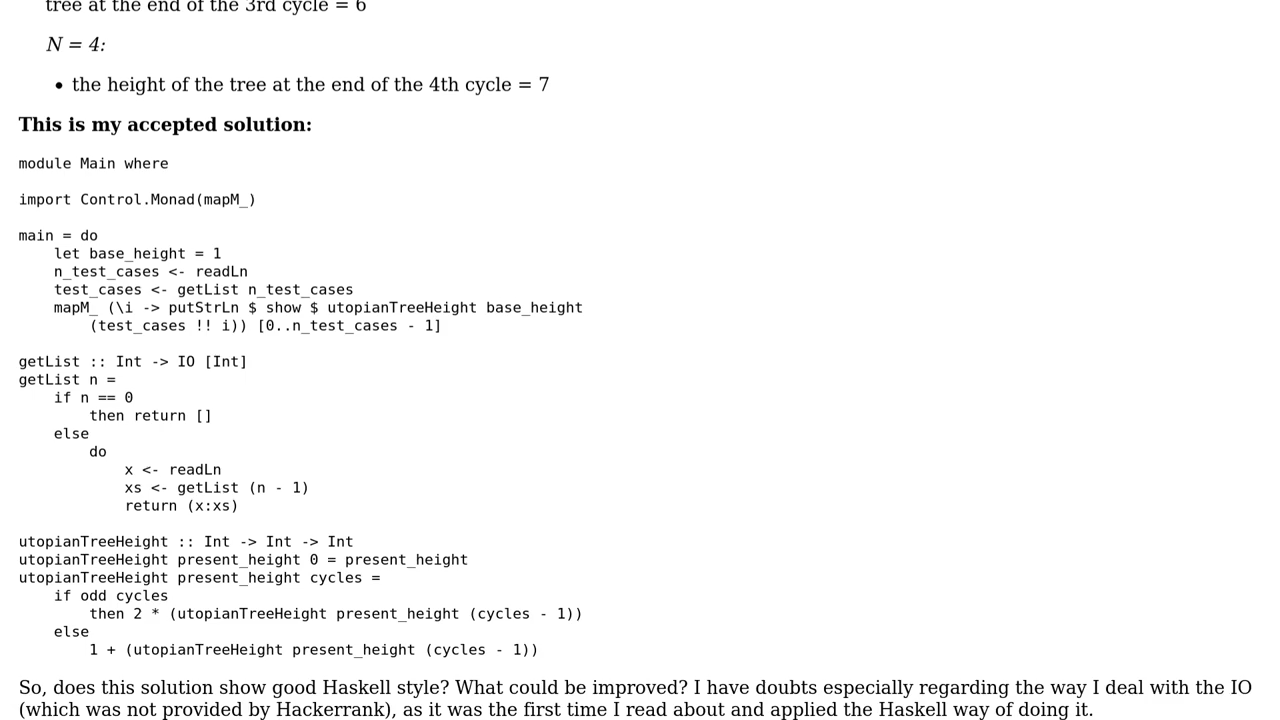 tree at the end of the 3rd cycle = 6
N = 4:
• the height of the tree at the end of the 4th cycle = 7
This is my accepted solution:
module Main where
import Control.Monad(mapM_)
main = do
    let base_height = 1
    n_test_cases <- readLn
    test_cases <- getList n_test_cases
    mapM_ (\i -> putStrLn $ show $ utopianTreeHeight base_height
        (test_cases !! i)) [0..n_test_cases - 1]
getList :: Int -> IO [Int]
getList n =
    if n == 0
        then return []
    else
        do
            x <- readLn
            xs <- getList (n - 1)
            return (x:xs)
utopianTreeHeight :: Int -> Int -> Int
utopianTreeHeight present_height 0 = present_height
utopianTreeHeight present_height cycles =
    if odd cycles
        then 2 * (utopianTreeHeight present_height (cycles - 1))
    else
        1 + (utopianTreeHeight present_height (cycles - 1))
So, does this solution show good Haskell style? What could be improved? I have doubts especially regarding the way I deal with the IO
(which was not provided by Hackerrank), as it was the first time I read about and applied the Haskell way of doing it.